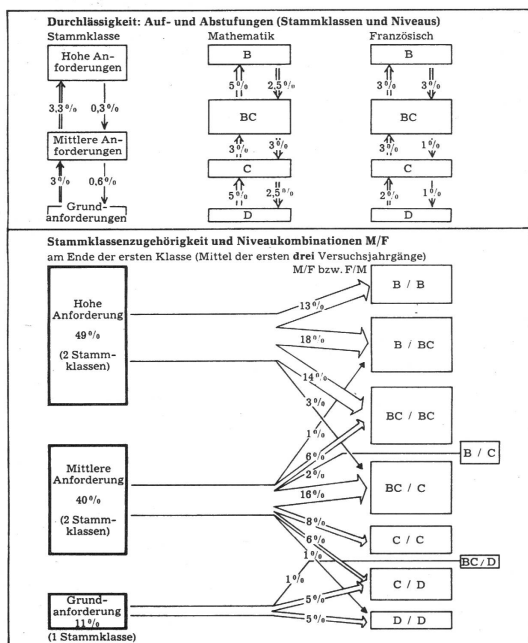 Durchlässigkeit: Auf- und Abstufungen (Stammklassen und Niveaus)
Stammklasse
Mathematik
Französisch
Hohe An-
forderungen
3,3% 0,3%
Mittlere An-
forderungen
3% 0,6%
Grund-
anforderungen
B
5% 2,5%
BC
3% 3%
C
5% 2,5%
D
B
3% 3%
BC
3% 1%
C
2% 1%
D
Stammklassenzugehörigkeit und Niveaukombinationen M/F
am Ende der ersten Klasse (Mittel der ersten drei Versuchsjahrgänge)
M/F bzw. F/M
Hohe
Anforderung
49%
(2 Stamm-
klassen)
Mittlere
Anforderung
40%
(2 Stamm-
klassen)
Grund-
anforderung
11%
(1 Stammklasse)
13%
18%
14%
3%
1%
6%
2%
16%
8%
6%
1%
1%
5%
5%
B / B
B / BC
BC / BC
B / C
BC / C
C / C
BC/D
C / D
D / D